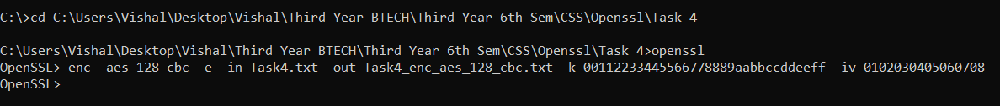 C:\>cd C:\Users\Vishal\Desktop\Vishal\Third Year BTECH\Third Year 6th Sem\CSS\Openssl\Task 4
C:\Users\Vishal\Desktop\Vishal\Third Year BTECH\Third Year 6th Sem\CSS\Openssl\Task 4>openssl
OpenSSL> enc -aes-128-cbc -e -in Task4.txt -out Task4_enc_aes_128_cbc.txt -k 00112233445566778889aabbccddeeff -iv 0102030405060708
OpenSSL>